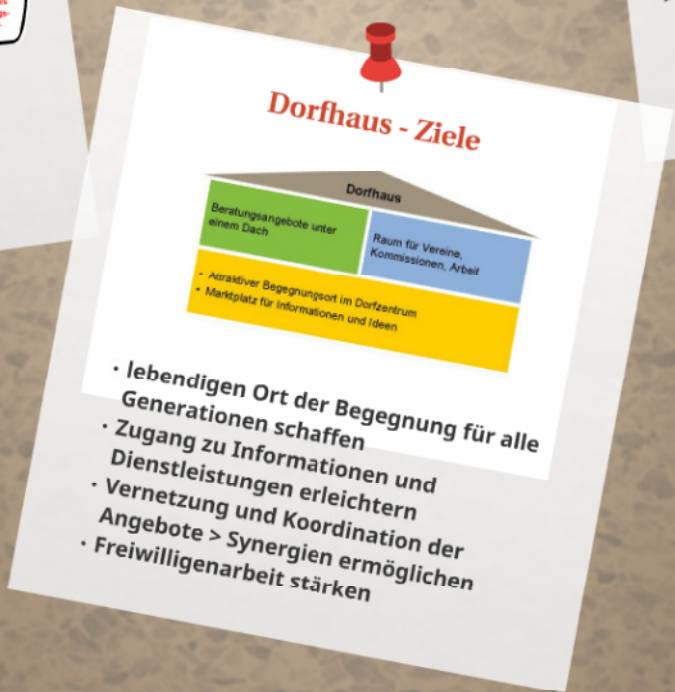 Dorfhaus - Ziele
Dorfhaus
Beratungsangebote unter
einem Dach
Raum für Vereine,
Kommissionen, Arbeit
- Attraktiver Begegnungsort im Dorfzentrum
• Marktplatz für Informationen und Ideen
• lebendigen Ort der Begegnung für alle
Generationen schaffen
• Zugang zu Informationen und
Dienstleistungen erleichtern
• Vernetzung und Koordination der
Angebote > Synergien ermöglichen
• Freiwilligenarbeit stärken